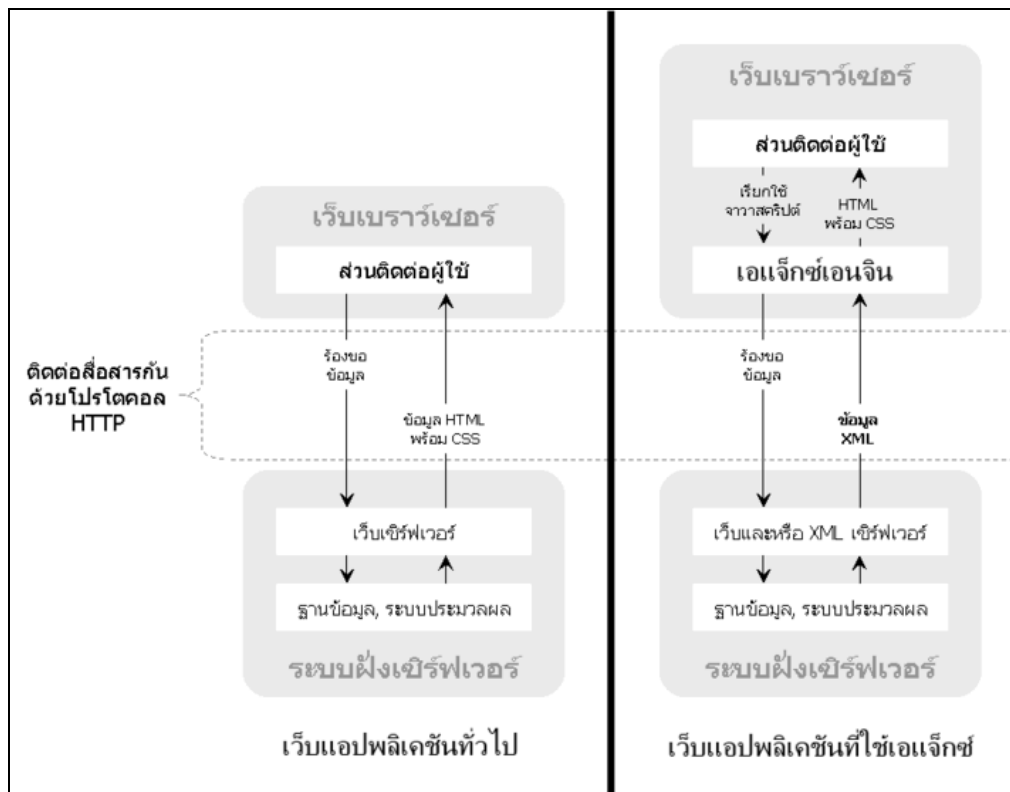 เว็บเบราว์เซอร์
ส่วนติดต่อผู้ใช้
ร้องขอ
ข้อมูล
ข้อมูล HTML
พร้อม CSS
ติดต่อสื่อสารกัน
ด้วยโปรโตคอล
HTTP
เว็บเซิร์ฟเวอร์
ฐานข้อมูล, ระบบประมวลผล
ระบบฝั่งเซิร์ฟเวอร์
เว็บแอปพลิเคชันทั่วไป
เว็บเบราว์เซอร์
ส่วนติดต่อผู้ใช้
เรียกใช้
จาวาสคริปต์
HTML
พร้อม CSS
เอแจ็กซ์เอนจิน
ร้องขอ
ข้อมูล
ข้อมูล
XML
เว็บและหรือ XML เซิร์ฟเวอร์
ฐานข้อมูล, ระบบประมวลผล
ระบบฝั่งเซิร์ฟเวอร์
เว็บแอปพลิเคชันที่ใช้เอแจ็กซ์